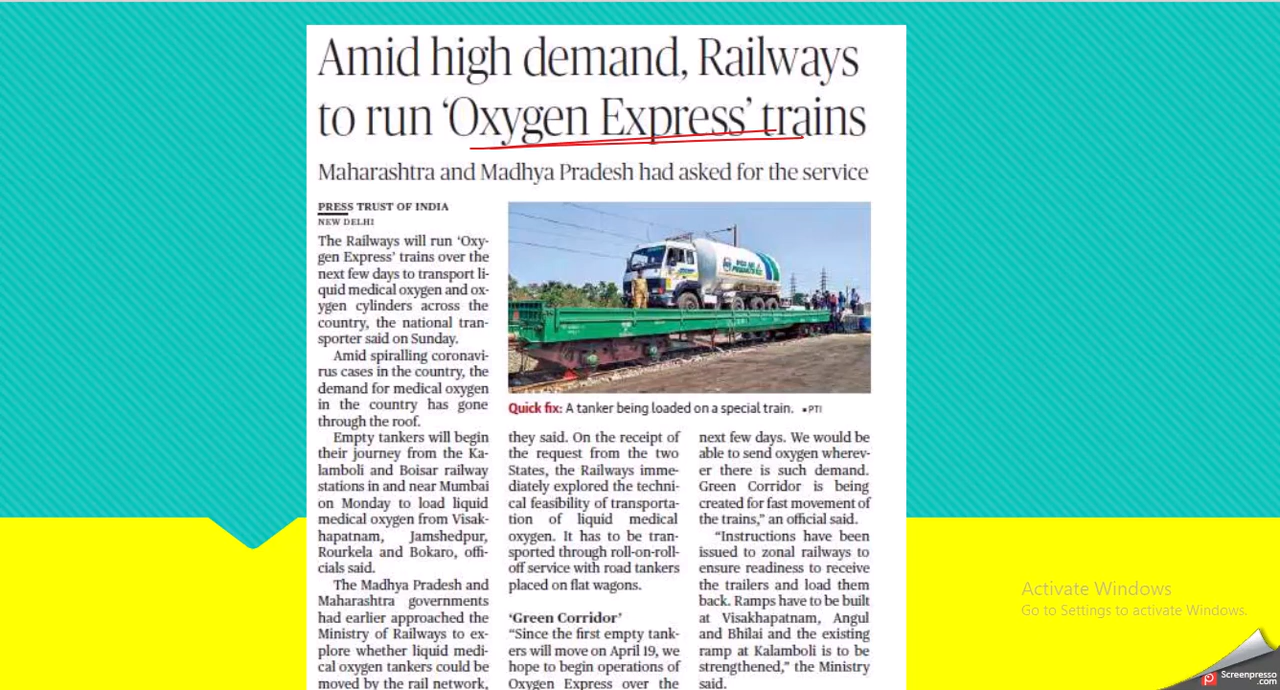 Amid high demand, Railways
to run ‘Oxygen Express’ trains
Maharashtra and Madhya Pradesh had asked for the service
PRESS TRUST OF INDIA
NEW DELHI
The Railways will run ‘Oxy-
gen Express’ trains over the
next few days to transport li-
quid medical oxygen and ox-
ygen cylinders across the
country, the national tran-
sporter said on Sunday.
Amid spiralling coronavi-
rus cases in the country, the
demand for medical oxygen
in the country has gone
through the roof.
Empty tankers will begin
their journey from the Ka-
lamboli and Boisar railway
stations in and near Mumbai
on Monday to load liquid
medical oxygen from Visak-
hapatnam, Jamshedpur,
Rourkela and Bokaro, offi-
cials said.
The Madhya Pradesh and
Maharashtra governments
had earlier approached the
Ministry of Railways to ex-
plore whether liquid medi-
cal oxygen tankers could be
moved by the rail network,
Quick fix: A tanker being loaded on a special train. •PTI
they said. On the receipt of
the request from the two
States, the Railways imme-
diately explored the techni-
cal feasibility of transporta-
tion of liquid medical
oxygen. It has to be tran-
sported through roll-on-roll-
off service with road tankers
placed on flat wagons.
‘Green Corridor’
“Since the first empty tank-
ers will move on April 19, we
hope to begin operations of
Oxygen Express over the
next few days. We would be
able to send oxygen wherev-
er there is such demand.
Green Corridor is being
created for fast movement of
the trains,” an official said.
“Instructions have been
issued to zonal railways to
ensure readiness to receive
the trailers and load them
back. Ramps have to be built
at Visakhapatnam, Angul
and Bhilai and the existing
ramp at Kalamboli is to be
strengthened,” the Ministry
said.
Activate Windows
Go to Settings to activate Windows.
Screenpresso
.com